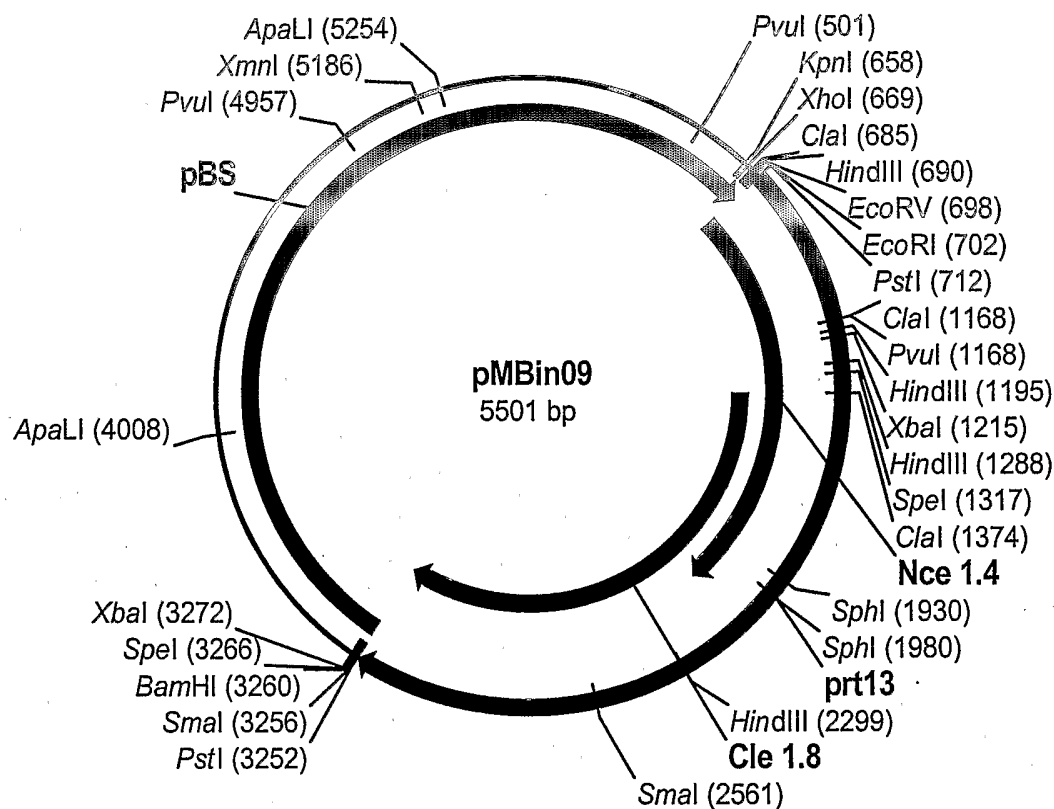 ApaLI (5254)
XmnI (5186)
PvuI (4957)
pBS
ApaLI (4008)
XbaI (3272)
SpeI (3266)
BamHI (3260)
SmaI (3256)
PstI (3252)
pMBin09
5501 bp
PvuI (501)
KpnI (658)
XhoI (669)
ClaI (685)
HindIII (690)
EcoRV (698)
EcoRI (702)
PstI (712)
ClaI (1168)
PvuI (1168)
HindIII (1195)
XbaI (1215)
HindIII (1288)
SpeI (1317)
ClaI (1374)
Nce 1.4
SphI (1930)
SphI (1980)
prt13
HindIII (2299)
Cle 1.8
SmaI (2561)